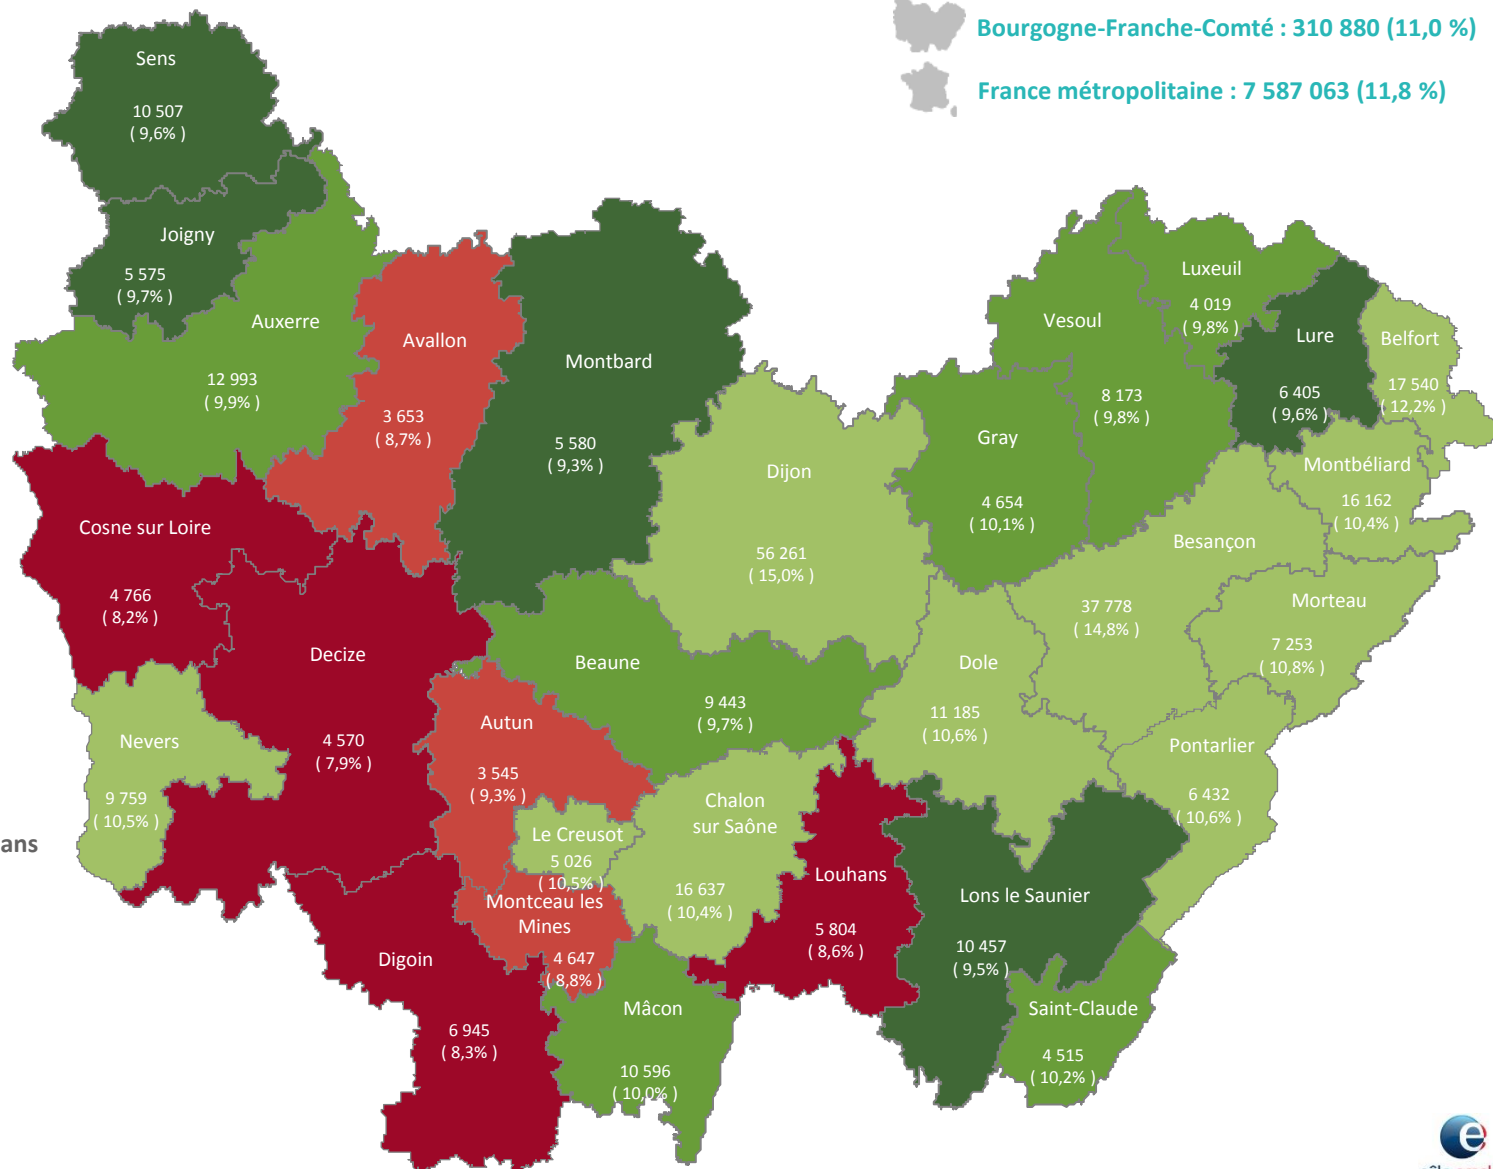 Bourgogne-Franche-Comté : 310 880 (11,0 %)
France métropolitaine : 7 587 063 (11,8 %)
Sens
10 507
( 9,6% )
Joigny
5 575
( 9,7% )
Auxerre
12 993
( 9,9% )
Avallon
3 653
( 8,7% )
Montbard
5 580
( 9,3% )
Vesoul
8 173
( 9,8% )
Luxeuil
4 019
( 9,8% )
Lure
6 405
( 9,6% )
Belfort
17 540
( 12,2% )
Gray
4 654
( 10,1% )
Dijon
56 261
( 15,0% )
Montbéliard
16 162
( 10,4% )
Besançon
37 778
( 14,8% )
Morteau
7 253
( 10,8% )
Cosne sur Loire
4 766
( 8,2% )
Decize
4 570
( 7,9% )
Beaune
9 443
( 9,7% )
Dole
11 185
( 10,6% )
Nevers
9 759
( 10,5% )
Autun
3 545
( 9,3% )
Pontarlier
6 432
( 10,6% )
Chalon
sur Saône
16 637
( 10,4% )
Le Creusot
5 026
( 10,5% )
ans
Louhans
5 804
( 8,6% )
Lons le Saunier
10 457
( 9,5% )
Montceau les
Mines
4 647
( 8,8% )
Digoin
6 945
( 8,3% )
Mâcon
10 596
( 10,0% )
Saint-Claude
4 515
( 10,2% )